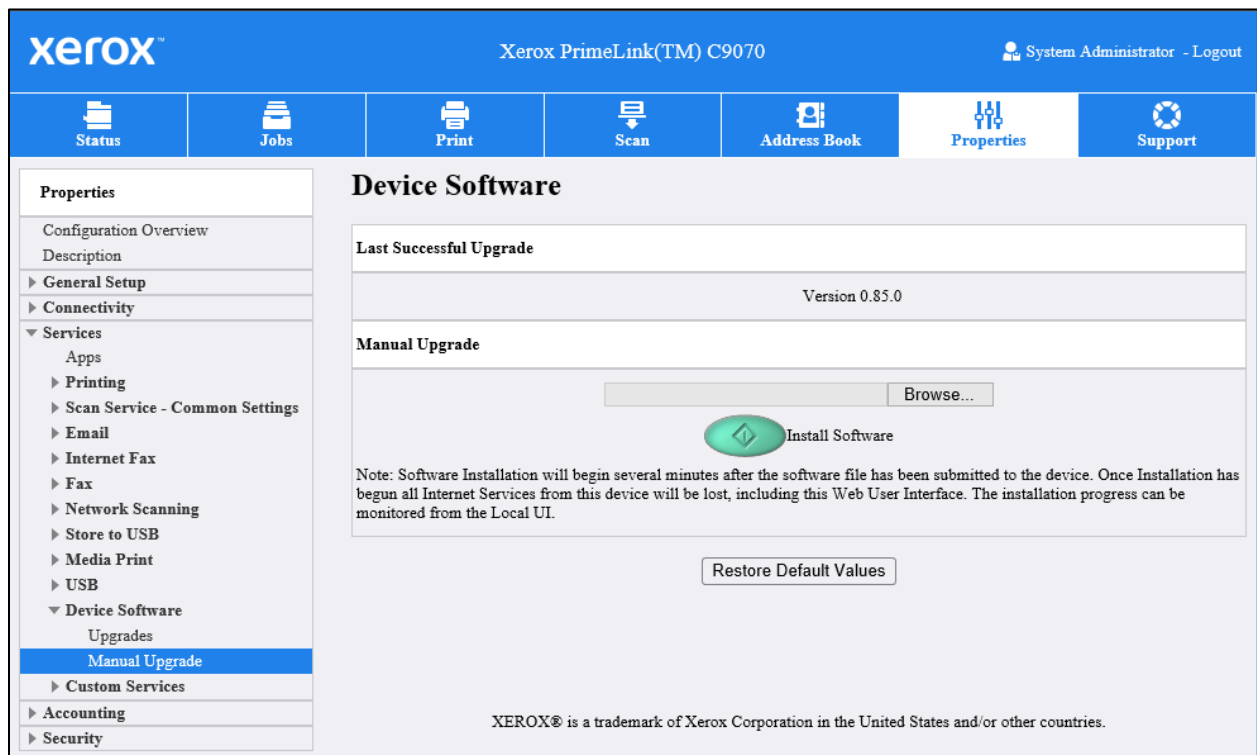 xerox™
Xerox PrimeLink(TM) C9070
System Administrator - Logout
Status
Jobs
Print
Scan
Address Book
Properties
Support
Properties
Configuration Overview
Description
General Setup
Connectivity
Services
Apps
Printing
Scan Service - Common Settings
Email
Internet Fax
Fax
Network Scanning
Store to USB
Media Print
USB
Device Software
Upgrades
Manual Upgrade
Custom Services
Accounting
Security
Device Software
Last Successful Upgrade
Version 0.85.0
Manual Upgrade
Browse...
Install Software
Note: Software Installation will begin several minutes after the software file has been submitted to the device. Once Installation has
begun all Internet Services from this device will be lost, including this Web User Interface. The installation progress can be
monitored from the Local UI.
Restore Default Values
XEROX® is a trademark of Xerox Corporation in the United States and/or other countries.